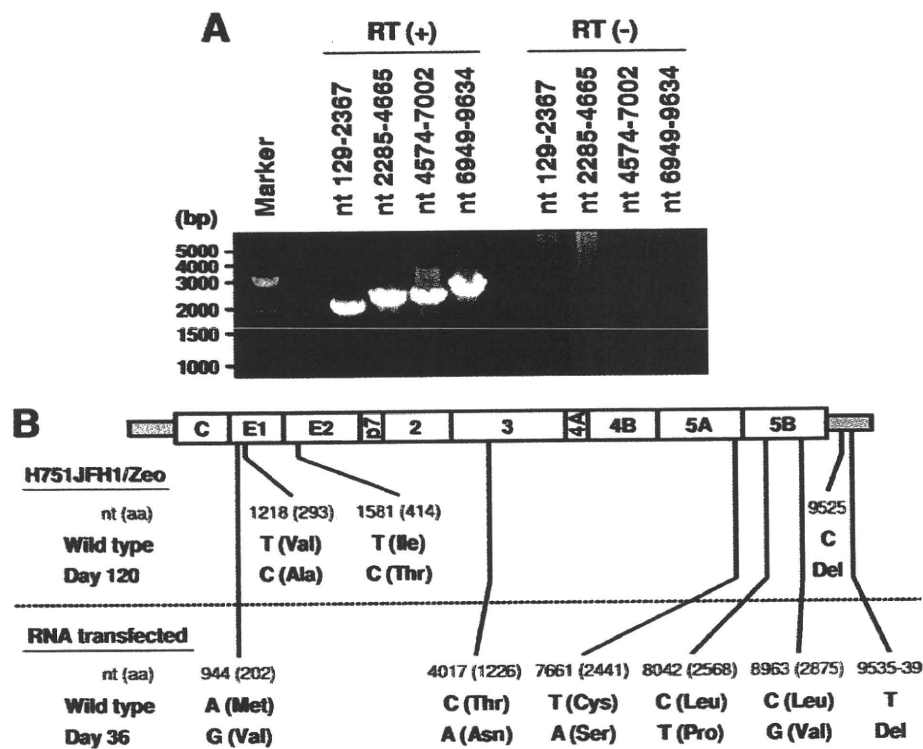 A
RT (+) RT (-)
Marker nt 129-2367 nt 2285-4665 nt 4574-7002 nt 6949-9634 nt 129-2367 nt 2285-4665 nt 4574-7002 nt 6949-9634
(bp)
5000
4000
3000
2000
1500
1000
B
C E1 E2 p7 2 3 4A 4B 5A 5B
H751JFH1/Zeo
nt (aa) 1218 (293) 1581 (414) 9525
Wild type T (Val) T (Ile) C
Day 120 C (Ala) C (Thr) Del
RNA transfected
nt (aa) 944 (202) 4017 (1226) 7661 (2441) 8042 (2568) 8963 (2875) 9535-39
Wild type A (Met) C (Thr) T (Cys) C (Leu) C (Leu) T
Day 36 G (Val) A (Asn) A (Ser) T (Pro) G (Val) Del